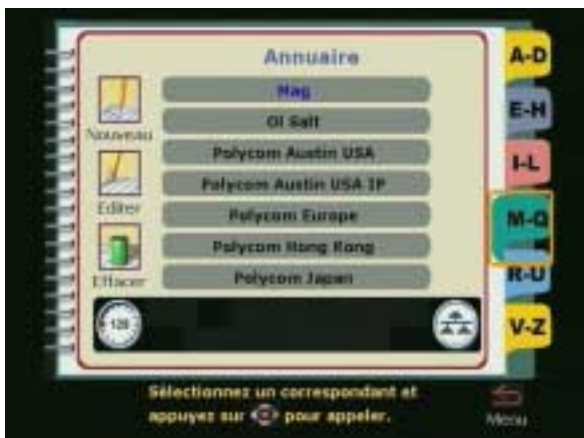 Annuaire
Mag
Ol Salt
Polycom Austin USA
Polycom Austin USA IP
Polycom Europe
Polycom Hong Kong
Polycom Japan
Nouveau
Editer
Effacer
A-D
E-H
I-L
M-Q
R-U
V-Z
Sélectionnez un correspondant et
appuyez sur pour appeler.
Menu